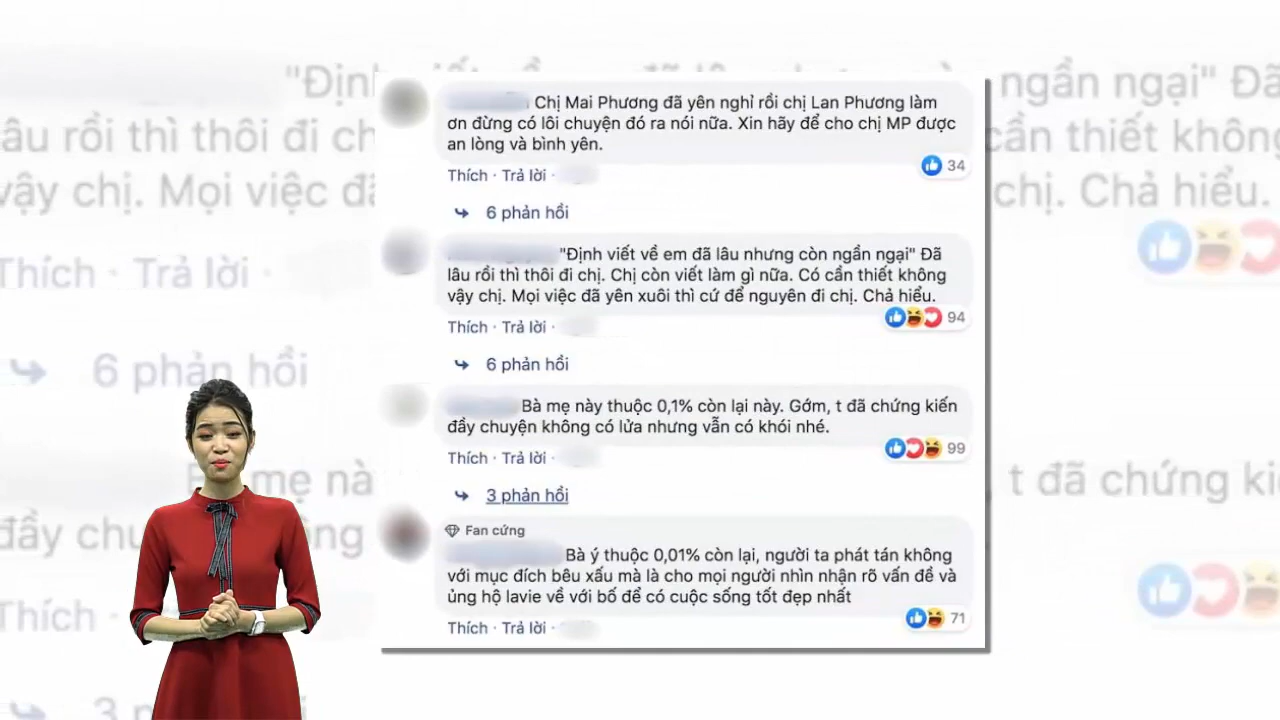 Chị Mai Phương đã yên nghỉ rồi chị Lan Phương làm
ơn đừng có lôi chuyện đó ra nói nữa. Xin hãy để cho chị MP được
an lòng và bình yên.
34
Thích · Trả lời ·
6 phản hồi
"Định viết về em đã lâu nhưng còn ngần ngại" Đã
lâu rồi thì thôi đi chị. Chị còn viết làm gì nữa. Có cần thiết không
vậy chị. Mọi việc đã yên xuôi thì cứ để nguyên đi chị. Chả hiểu.
94
Thích · Trả lời ·
6 phản hồi
Bà mẹ này thuộc 0,1% còn lại này. Gớm, t đã chứng kiến
đầy chuyện không có lửa nhưng vẫn có khói nhé.
99
Thích · Trả lời ·
3 phản hồi
Fan cứng
Bà ý thuộc 0,01% còn lại, người ta phát tán không
với mục đích bêu xấu mà là cho mọi người nhìn nhận rõ vấn đề và
ủng hộ lavie về với bố để có cuộc sống tốt đẹp nhất
71
Thích · Trả lời ·